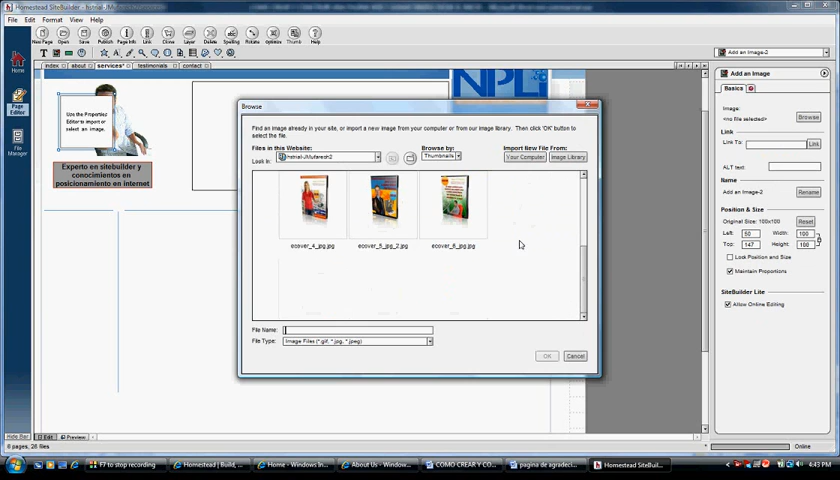 Homestead SiteBuilder - fistrial-JMufaresh2
File Edit Format View Help
New Page Open Save Publish Page Info Link Clone Layer Delete Spelling Rotate Optimize Thumb Help
Add an Image-2
index about services* testimonials contact
Home
Page Editor
File Manager
Use the Properties
Editor to import or
select an image.
Experto en sitebuilder y
conocimientos en
posicionamiento en internet
NPLi
Browse
Find an image already in your site, or import a new image from your computer or from our image library. Then click 'OK' button to
select the file.
Files in this Website:
Browse by:
Import New File From:
Look In:
Thumbnails
Your Computer
Image Library
ecover_4_jpg.jpg
ecover_5_jpg_2.jpg
ecover_6_jpg.jpg
File Name:
File Type:
Image Files (*.gif, *.jpg, *.jpeg)
OK
Cancel
Add an Image
Basics
Image:
<no file selected>
Browse
Link
Link To:
Link
ALT text:
Name
Add an Image-2
Rename
Position & Size
Original Size: 100x100
Reset
Left: 50 Width: 100
Top: 147 Height: 100
Lock Position and Size
Maintain Proportions
SiteBuilder Lite
Allow Online Editing
Hide Bar
Edit
Preview
6 pages, 26 files
Online
F7 to stop recording
Homestead | Build, ...
Home - Windows In...
About Us - Window...
COMO CREAR Y CO...
pagina de agradeci...
Homestead SiteBuil...
4:43 PM